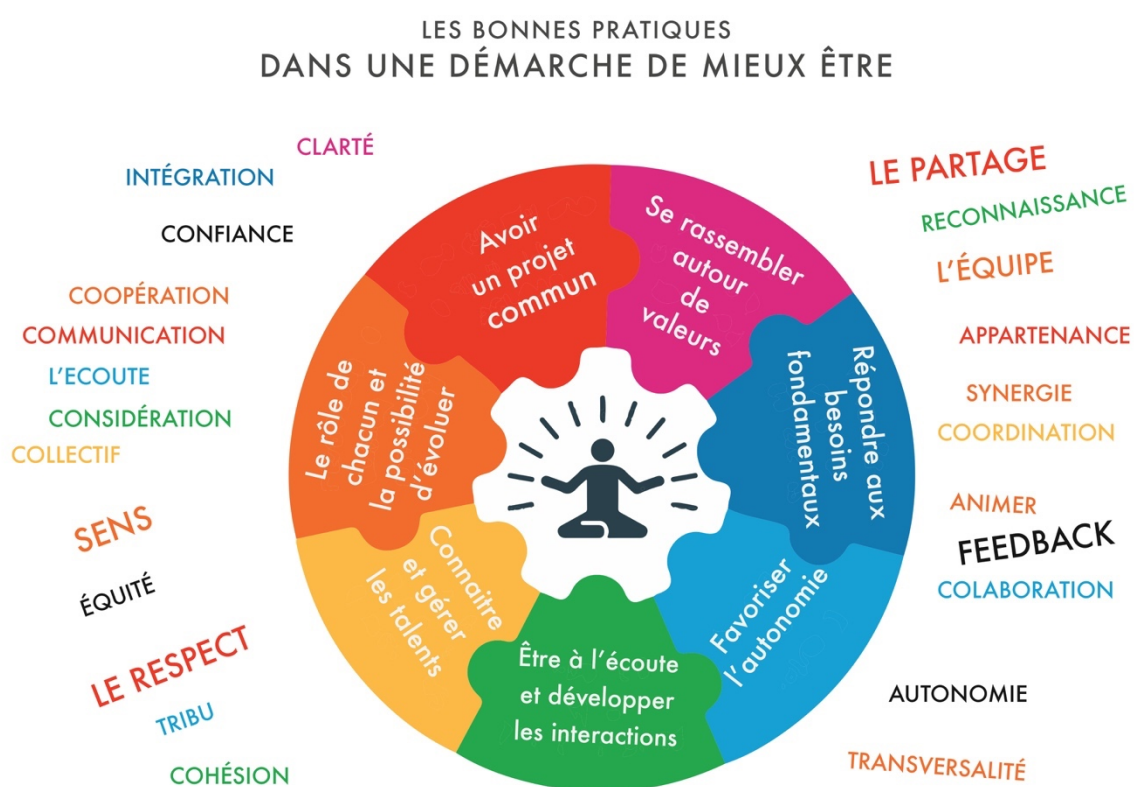 LES BONNES PRATIQUES
DANS UNE DÉMARCHE DE MIEUX ÊTRE
CLARTÉ
INTÉGRATION
CONFIANCE
COOPÉRATION
COMMUNICATION
L'ECOUTE
CONSIDÉRATION
COLLECTIF
SENS
ÉQUITÉ
LE RESPECT
TRIBU
COHÉSION
Avoir
un projet
commun
Se rassembler
autour
de
valeurs
Répondre aux
besoins
fondamentaux
Favoriser
l'autonomie
Être à l'écoute
et développer
les interactions
Connaitre
et gérer
les talents
Le rôle de
chacun et
la possibilité
d'évoluer
LE PARTAGE
RECONNAISSANCE
L'ÉQUIPE
APPARTENANCE
SYNERGIE
COORDINATION
ANIMER
FEEDBACK
COLABORATION
AUTONOMIE
TRANSVERSALITÉ